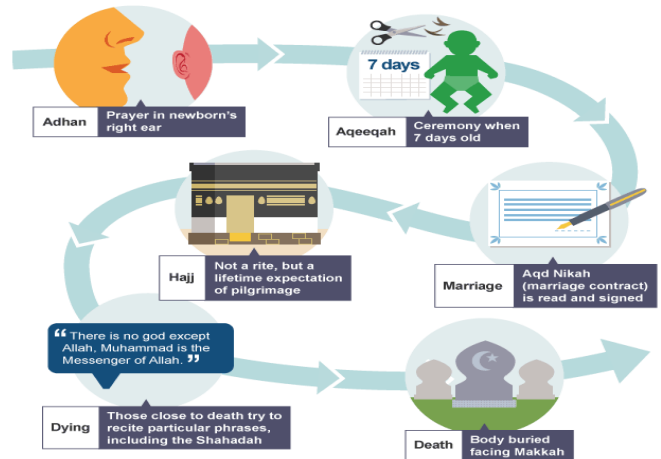 Adhan
Prayer in newborn's
right ear
7 days
Aqeeqah
Ceremony when
7 days old
Marriage
Aqd Nikah
(marriage contract)
is read and signed
Hajj
Not a rite, but a
lifetime expectation
of pilgrimage
“There is no god except
Allah, Muhammad is the
Messenger of Allah.”
Dying
Those close to death try to
recite particular phrases,
including the Shahadah
Death
Body buried
facing Makkah